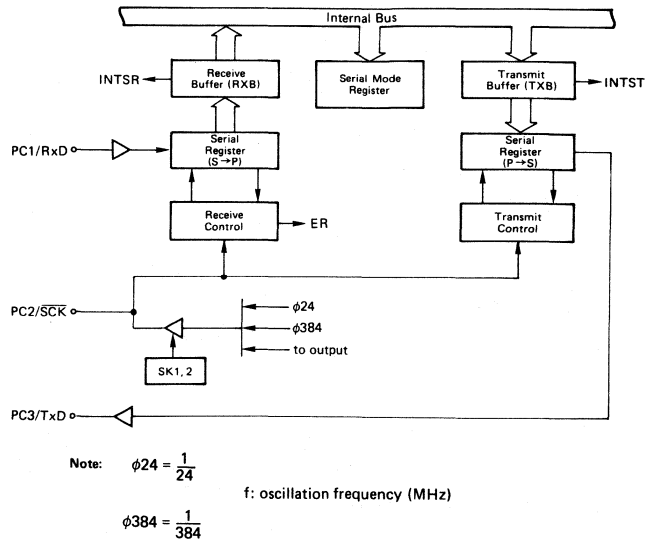 Internal Bus
INTSR
Receive
Buffer (RXB)
Serial Mode
Register
Transmit
Buffer (TXB)
INTST
PC1/RxD
Serial
Register
(S→P)
Serial
Register
(P→S)
Receive
Control
ER
Transmit
Control
PC2/S̅C̅K̅
ϕ24
ϕ384
to output
SK1, 2
PC3/TxD
Note: ϕ24 = 1/24
f: oscillation frequency (MHz)
ϕ384 = 1/384